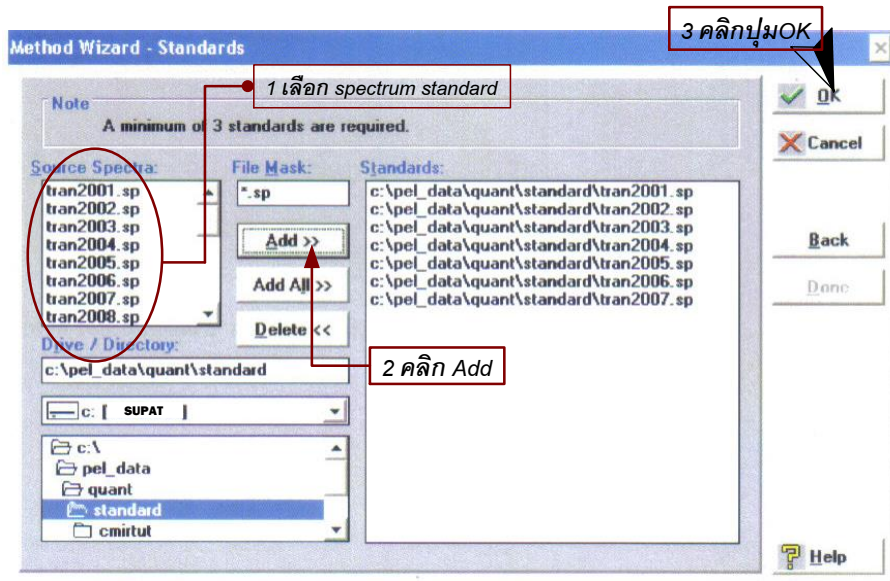 3 คลิกปุ่มOK
Method Wizard - Standards
1 เลือก spectrum standard
Note
A minimum of 3 standards are required.
OK
Cancel
Source Spectra:
File Mask:
Standards:
tran2001.sp
tran2002.sp
tran2003.sp
tran2004.sp
tran2005.sp
tran2006.sp
tran2007.sp
tran2008.sp
*.sp
Add >>
Add All >>
Delete <<
c:\pel_data\quant\standard\tran2001.sp
c:\pel_data\quant\standard\tran2002.sp
c:\pel_data\quant\standard\tran2003.sp
c:\pel_data\quant\standard\tran2004.sp
c:\pel_data\quant\standard\tran2005.sp
c:\pel_data\quant\standard\tran2006.sp
c:\pel_data\quant\standard\tran2007.sp
Back
Done
Drive / Directory:
c:\pel_data\quant\standard
2 คลิก Add
c: [ SUPAT ]
c:\
pel_data
quant
standard
cmirtut
Help